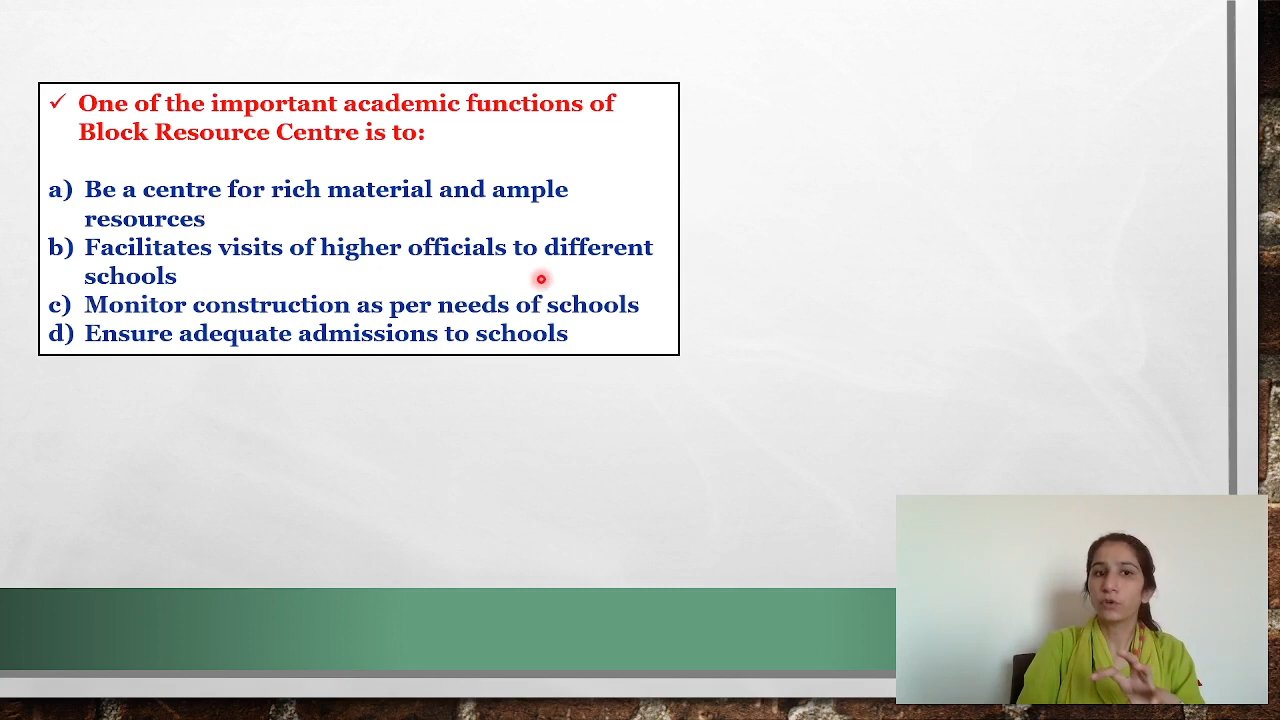 ✓ One of the important academic functions of
Block Resource Centre is to:
a) Be a centre for rich material and ample
resources
b) Facilitates visits of higher officials to different
schools
c) Monitor construction as per needs of schools
d) Ensure adequate admissions to schools